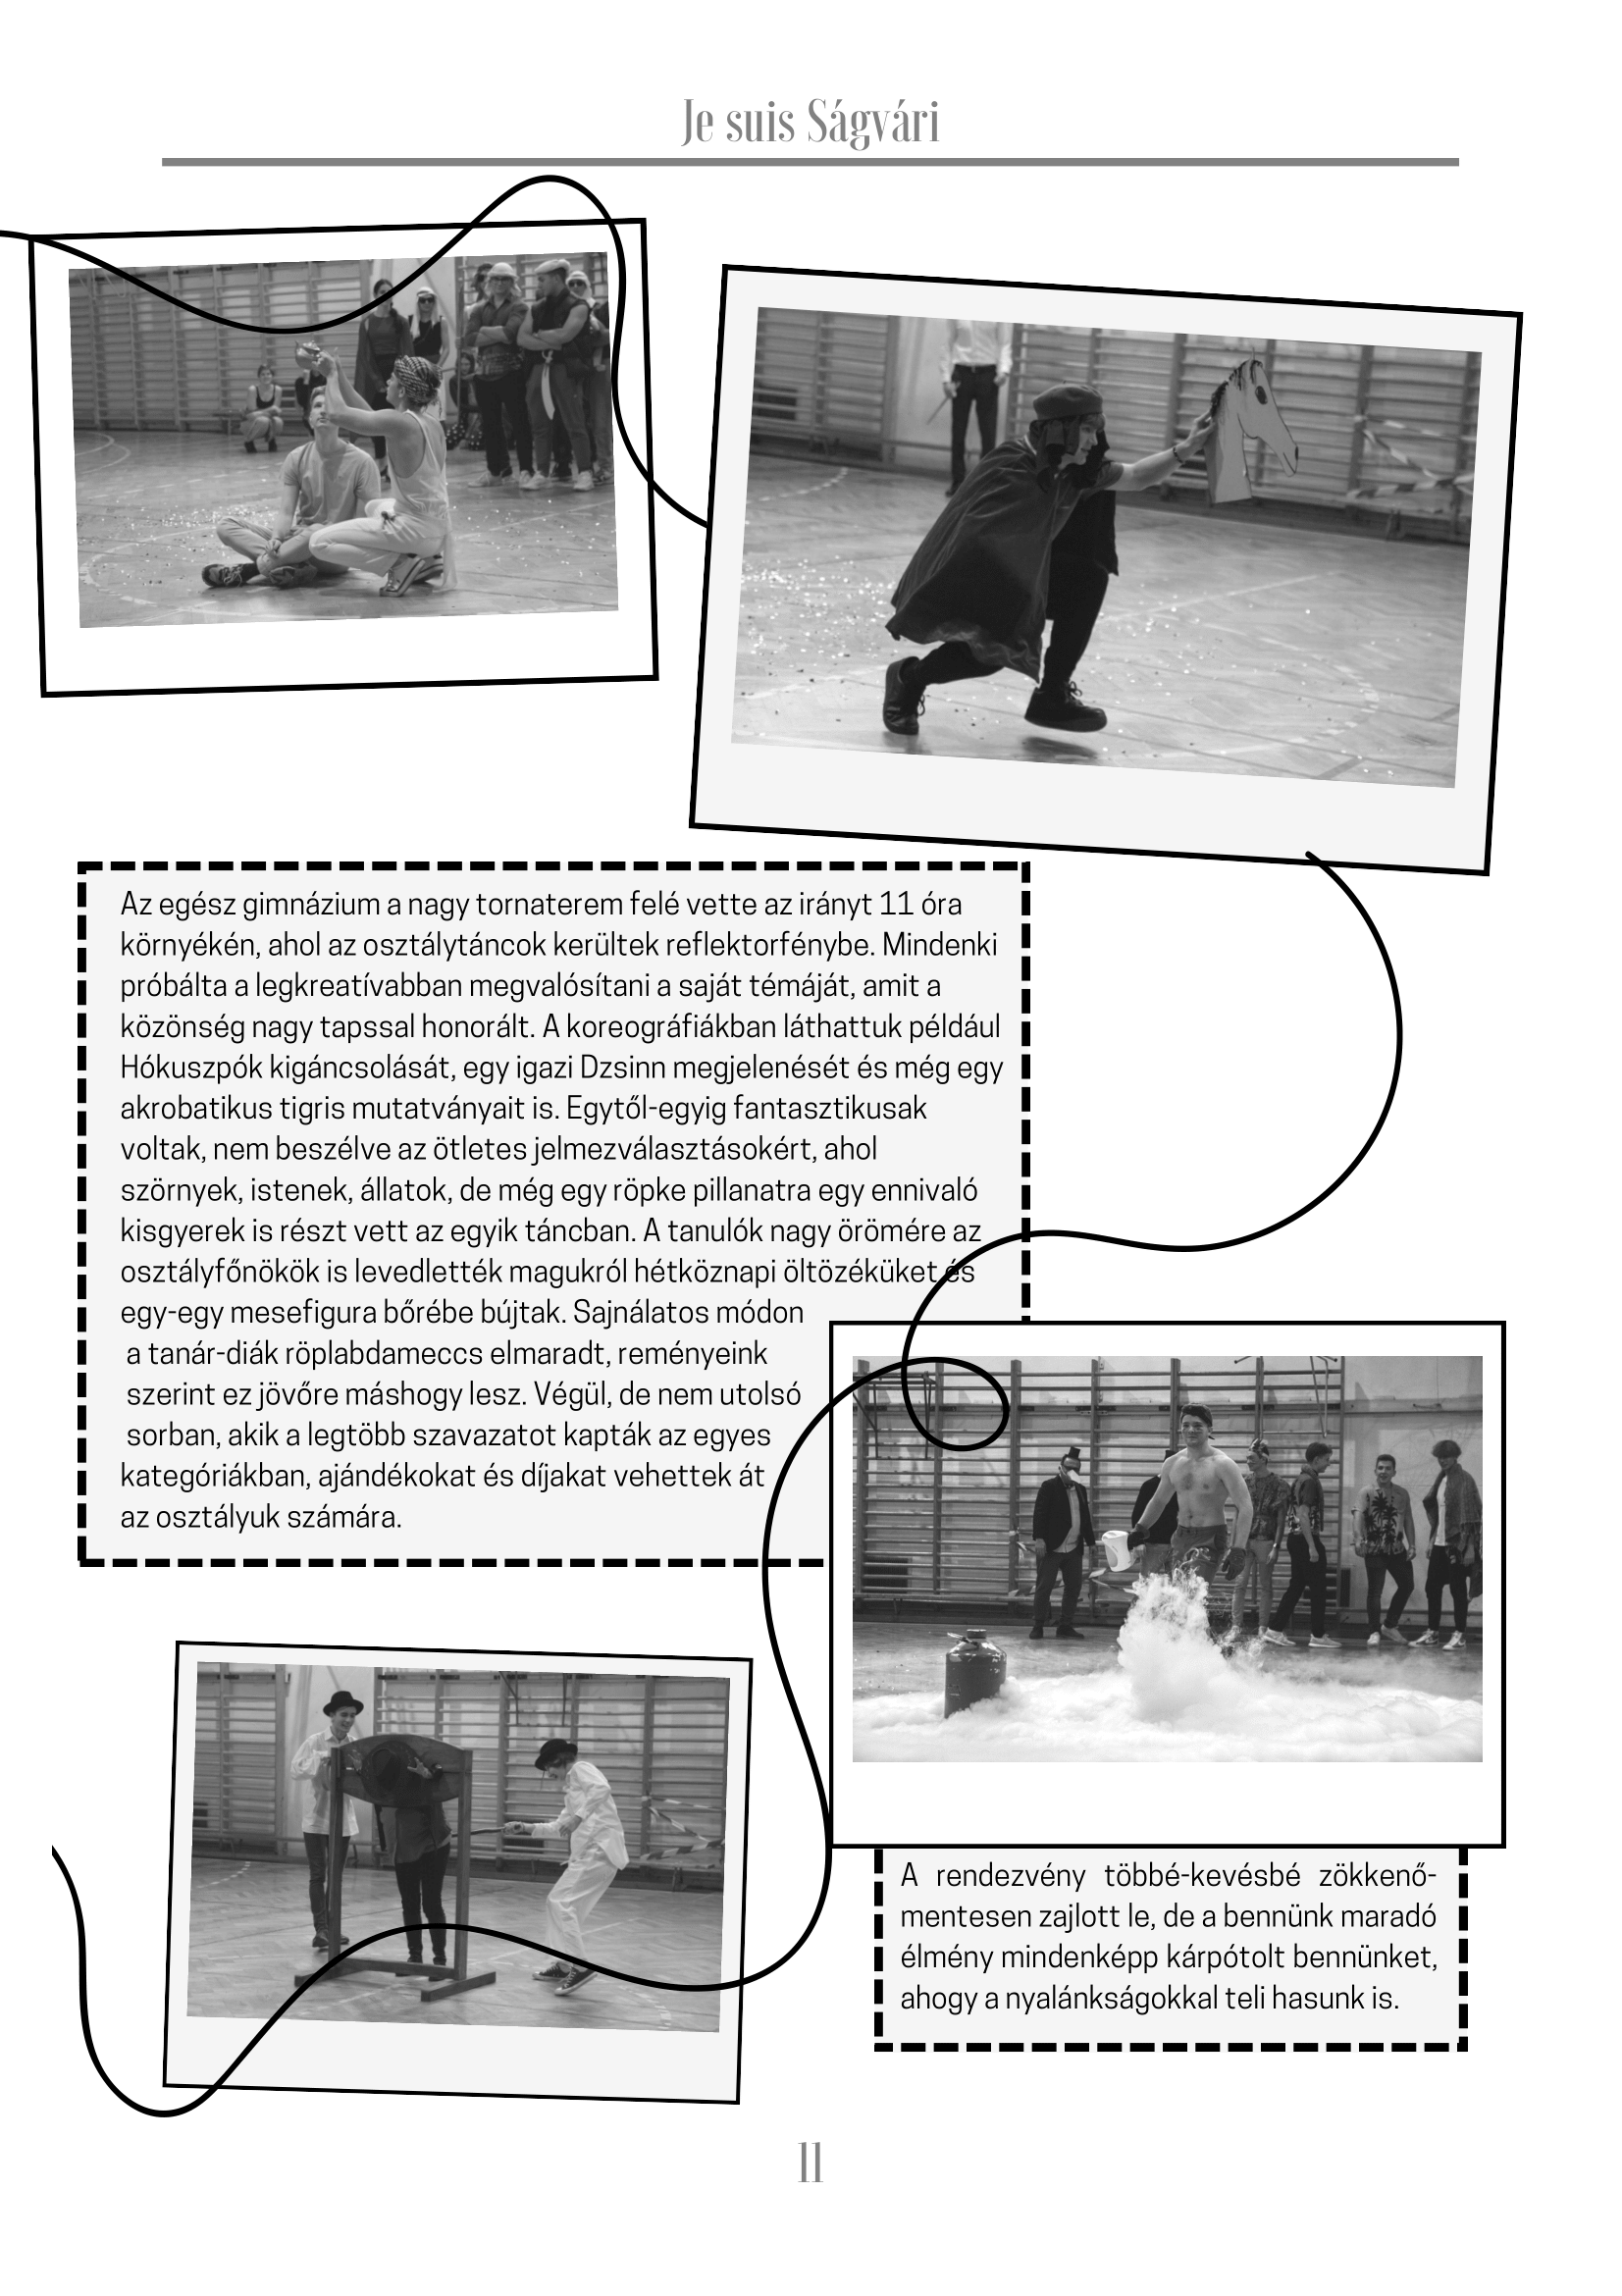 Je suis Ságvári
Az egész gimnázium a nagy tornaterem felé vette az irányt 11 óra
környékén, ahol az osztálytáncok kerültek reflektorfénybe. Mindenki
próbálta a legkreatívabban megvalósítani a saját témáját, amit a
közönség nagy tapssal honorált. A koreográfiákban láthattuk például
Hókuszpók kigáncsolását, egy igazi Dzsinn megjelenését és még egy
akrobatikus tigris mutatványait is. Egytől-egyig fantasztikusak
voltak, nem beszélve az ötletes jelmezválasztásokért, ahol
szörnyek, istenek, állatok, de még egy röpke pillanatra egy ennivaló
kisgyerek is részt vett az egyik táncban. A tanulók nagy örömére az
osztályfőnökök is levedlették magukról hétköznapi öltözéküket és
egy-egy mesefigura bőrébe bújtak. Sajnálatos módon
a tanár-diák röplabdameccs elmaradt, reményeink
szerint ez jövőre máshogy lesz. Végül, de nem utolsó
sorban, akik a legtöbb szavazatot kapták az egyes
kategóriákban, ajándékokat és díjakat vehettek át
az osztályuk számára.
A rendezvény többé-kevésbé zökkenő-
mentesen zajlott le, de a bennünk maradó
élmény mindenképp kárpótolt bennünket,
ahogy a nyalánkságokkal teli hasunk is.
11